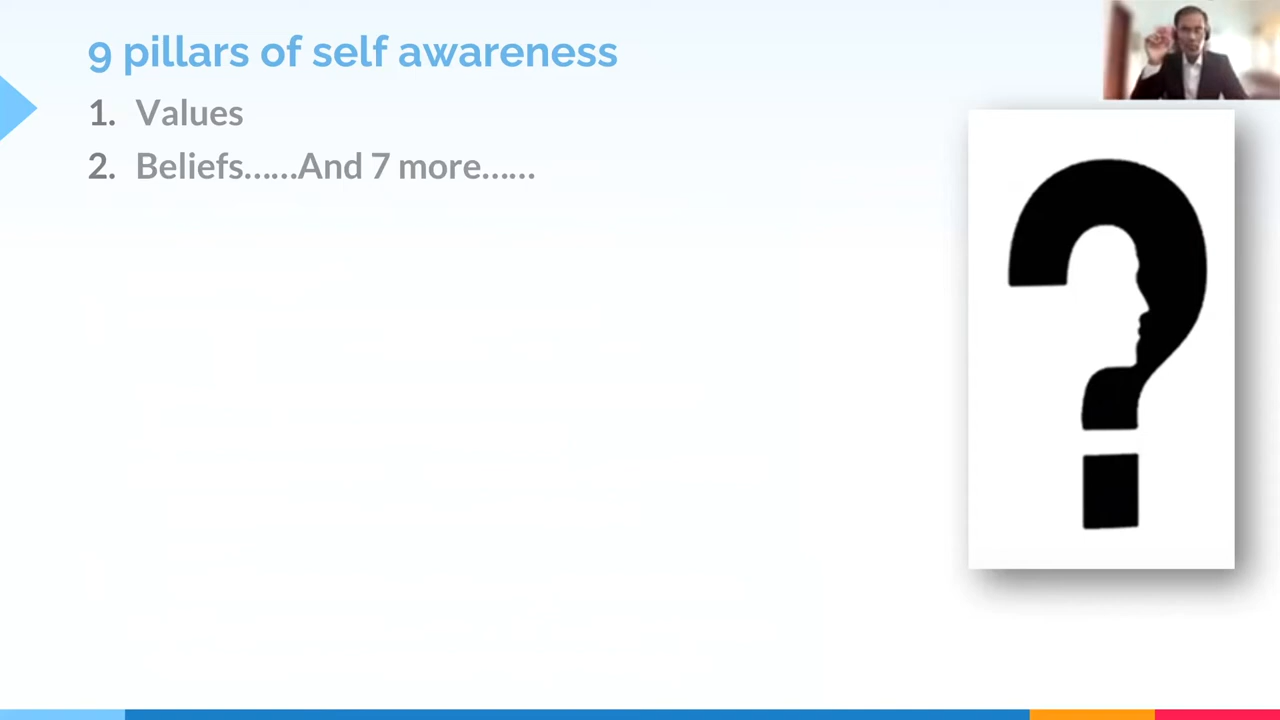 9 pillars of self awareness
1. Values
2. Beliefs......And 7 more......